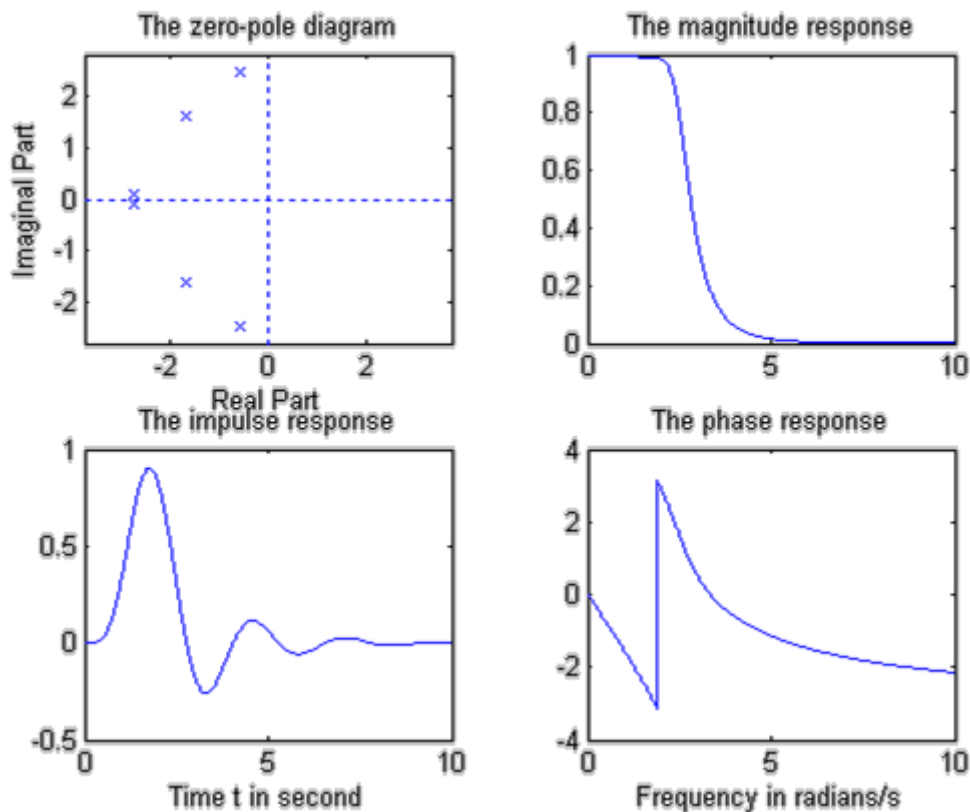 The zero-pole diagram
2
1
0
-1
-2
Imaginal Part
-2 0 2
Real Part
The magnitude response
1
0.8
0.6
0.4
0.2
0
0 5 10
The impulse response
1
0.5
0
-0.5
0 5 10
Time t in second
The phase response
4
2
0
-2
-4
0 5 10
Frequency in radians/s